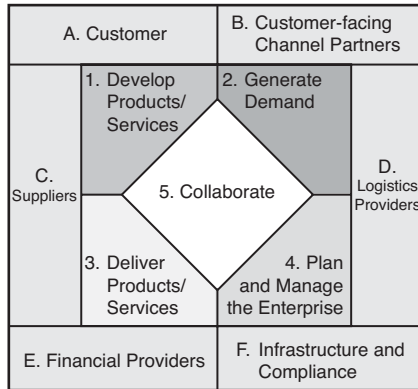 A. Customer
B. Customer-facing
Channel Partners
1. Develop
Products/
Services
2. Generate
Demand
C.
Suppliers
5. Collaborate
D.
Logistics
Providers
3. Deliver
Products/
Services
4. Plan
and Manage
the Enterprise
E. Financial Providers
F. Infrastructure and
Compliance